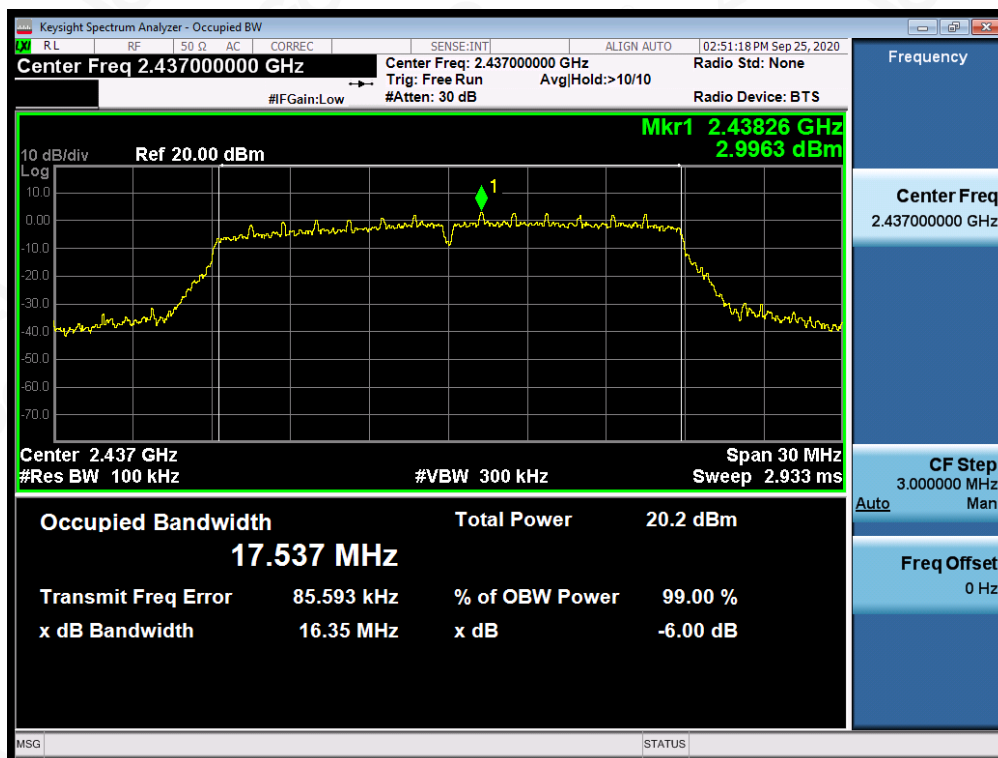 Keysight Spectrum Analyzer - Occupied BW
LXI RL RF 50 Ω AC CORREC SENSE:INT ALIGN AUTO 02:51:18 PM Sep 25, 2020
Center Freq 2.437000000 GHz
Center Freq: 2.437000000 GHz Radio Std: None
Trig: Free Run Avg|Hold:>10/10
#IFGain:Low #Atten: 30 dB Radio Device: BTS
Mkr1 2.43826 GHz
2.9963 dBm
10 dB/div Ref 20.00 dBm
Log
10.0
0.00
-10.0
-20.0
-30.0
-40.0
-50.0
-60.0
-70.0
1
Center 2.437 GHz Span 30 MHz
#Res BW 100 kHz #VBW 300 kHz Sweep 2.933 ms
Occupied Bandwidth Total Power 20.2 dBm
17.537 MHz
Transmit Freq Error 85.593 kHz % of OBW Power 99.00 %
x dB Bandwidth 16.35 MHz x dB -6.00 dB
Frequency
Center Freq
2.437000000 GHz
CF Step
3.000000 MHz
Auto Man
Freq Offset
0 Hz
MSG STATUS